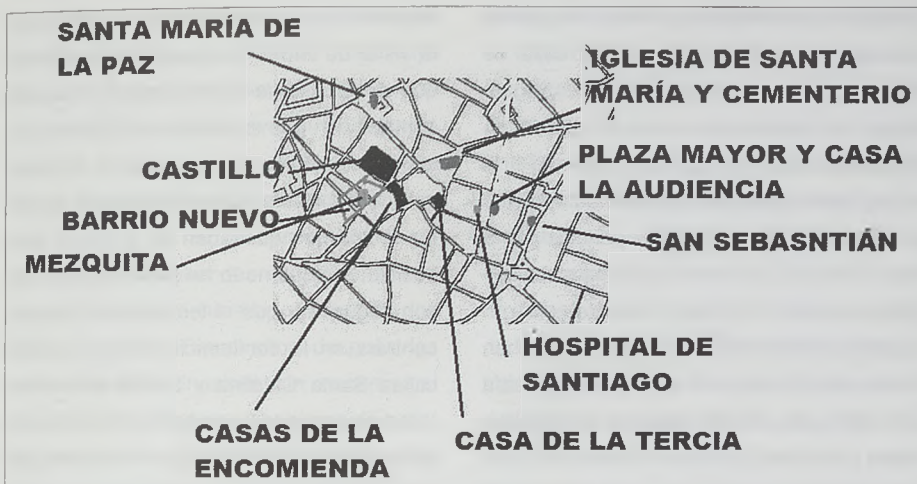 SANTA MARÍA DE
LA PAZ
IGLESIA DE SANTA
MARÍA Y CEMENTERIO
CASTILLO
PLAZA MAYOR Y CASA
LA AUDIENCIA
BARRIO NUEVO
SAN SEBASNTIÁN
MEZQUITA
HOSPITAL DE
SANTIAGO
CASAS DE LA
ENCOMIENDA
CASA DE LA TERCIA